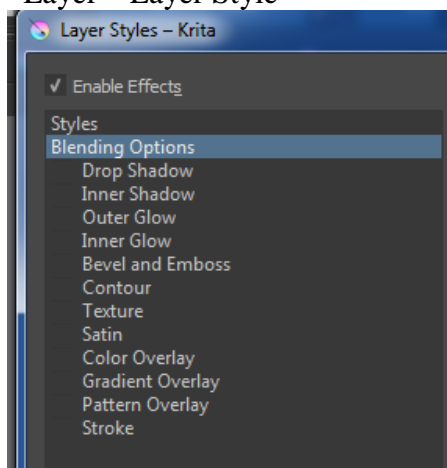 Layer Layer Style
Layer Styles – Krita
Enable Effects
Styles
Blending Options
Drop Shadow
Inner Shadow
Outer Glow
Inner Glow
Bevel and Emboss
Contour
Texture
Satin
Color Overlay
Gradient Overlay
Pattern Overlay
Stroke